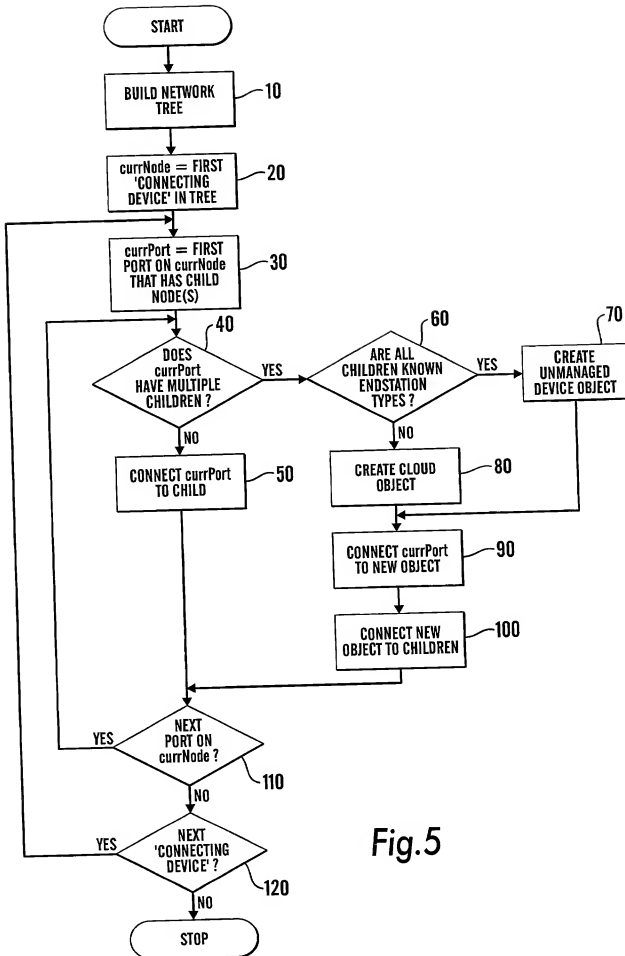 START
BUILD NETWORK
TREE
10
currNode = FIRST
'CONNECTING
DEVICE' IN TREE
20
currPort = FIRST
PORT ON currNode
THAT HAS CHILD
NODE(S)
30
40
DOES
currPort
HAVE MULTIPLE
CHILDREN ?
YES
NO
60
ARE ALL
CHILDREN KNOWN
ENDSTATION
TYPES ?
YES
NO
70
CREATE
UNMANAGED
DEVICE OBJECT
CONNECT currPort
TO CHILD
50
CREATE CLOUD
OBJECT
80
CONNECT currPort
TO NEW OBJECT
90
CONNECT NEW
OBJECT TO CHILDREN
100
YES
NEXT
PORT ON
currNode ?
110
NO
YES
NEXT
'CONNECTING
DEVICE' ?
120
NO
STOP
Fig.5